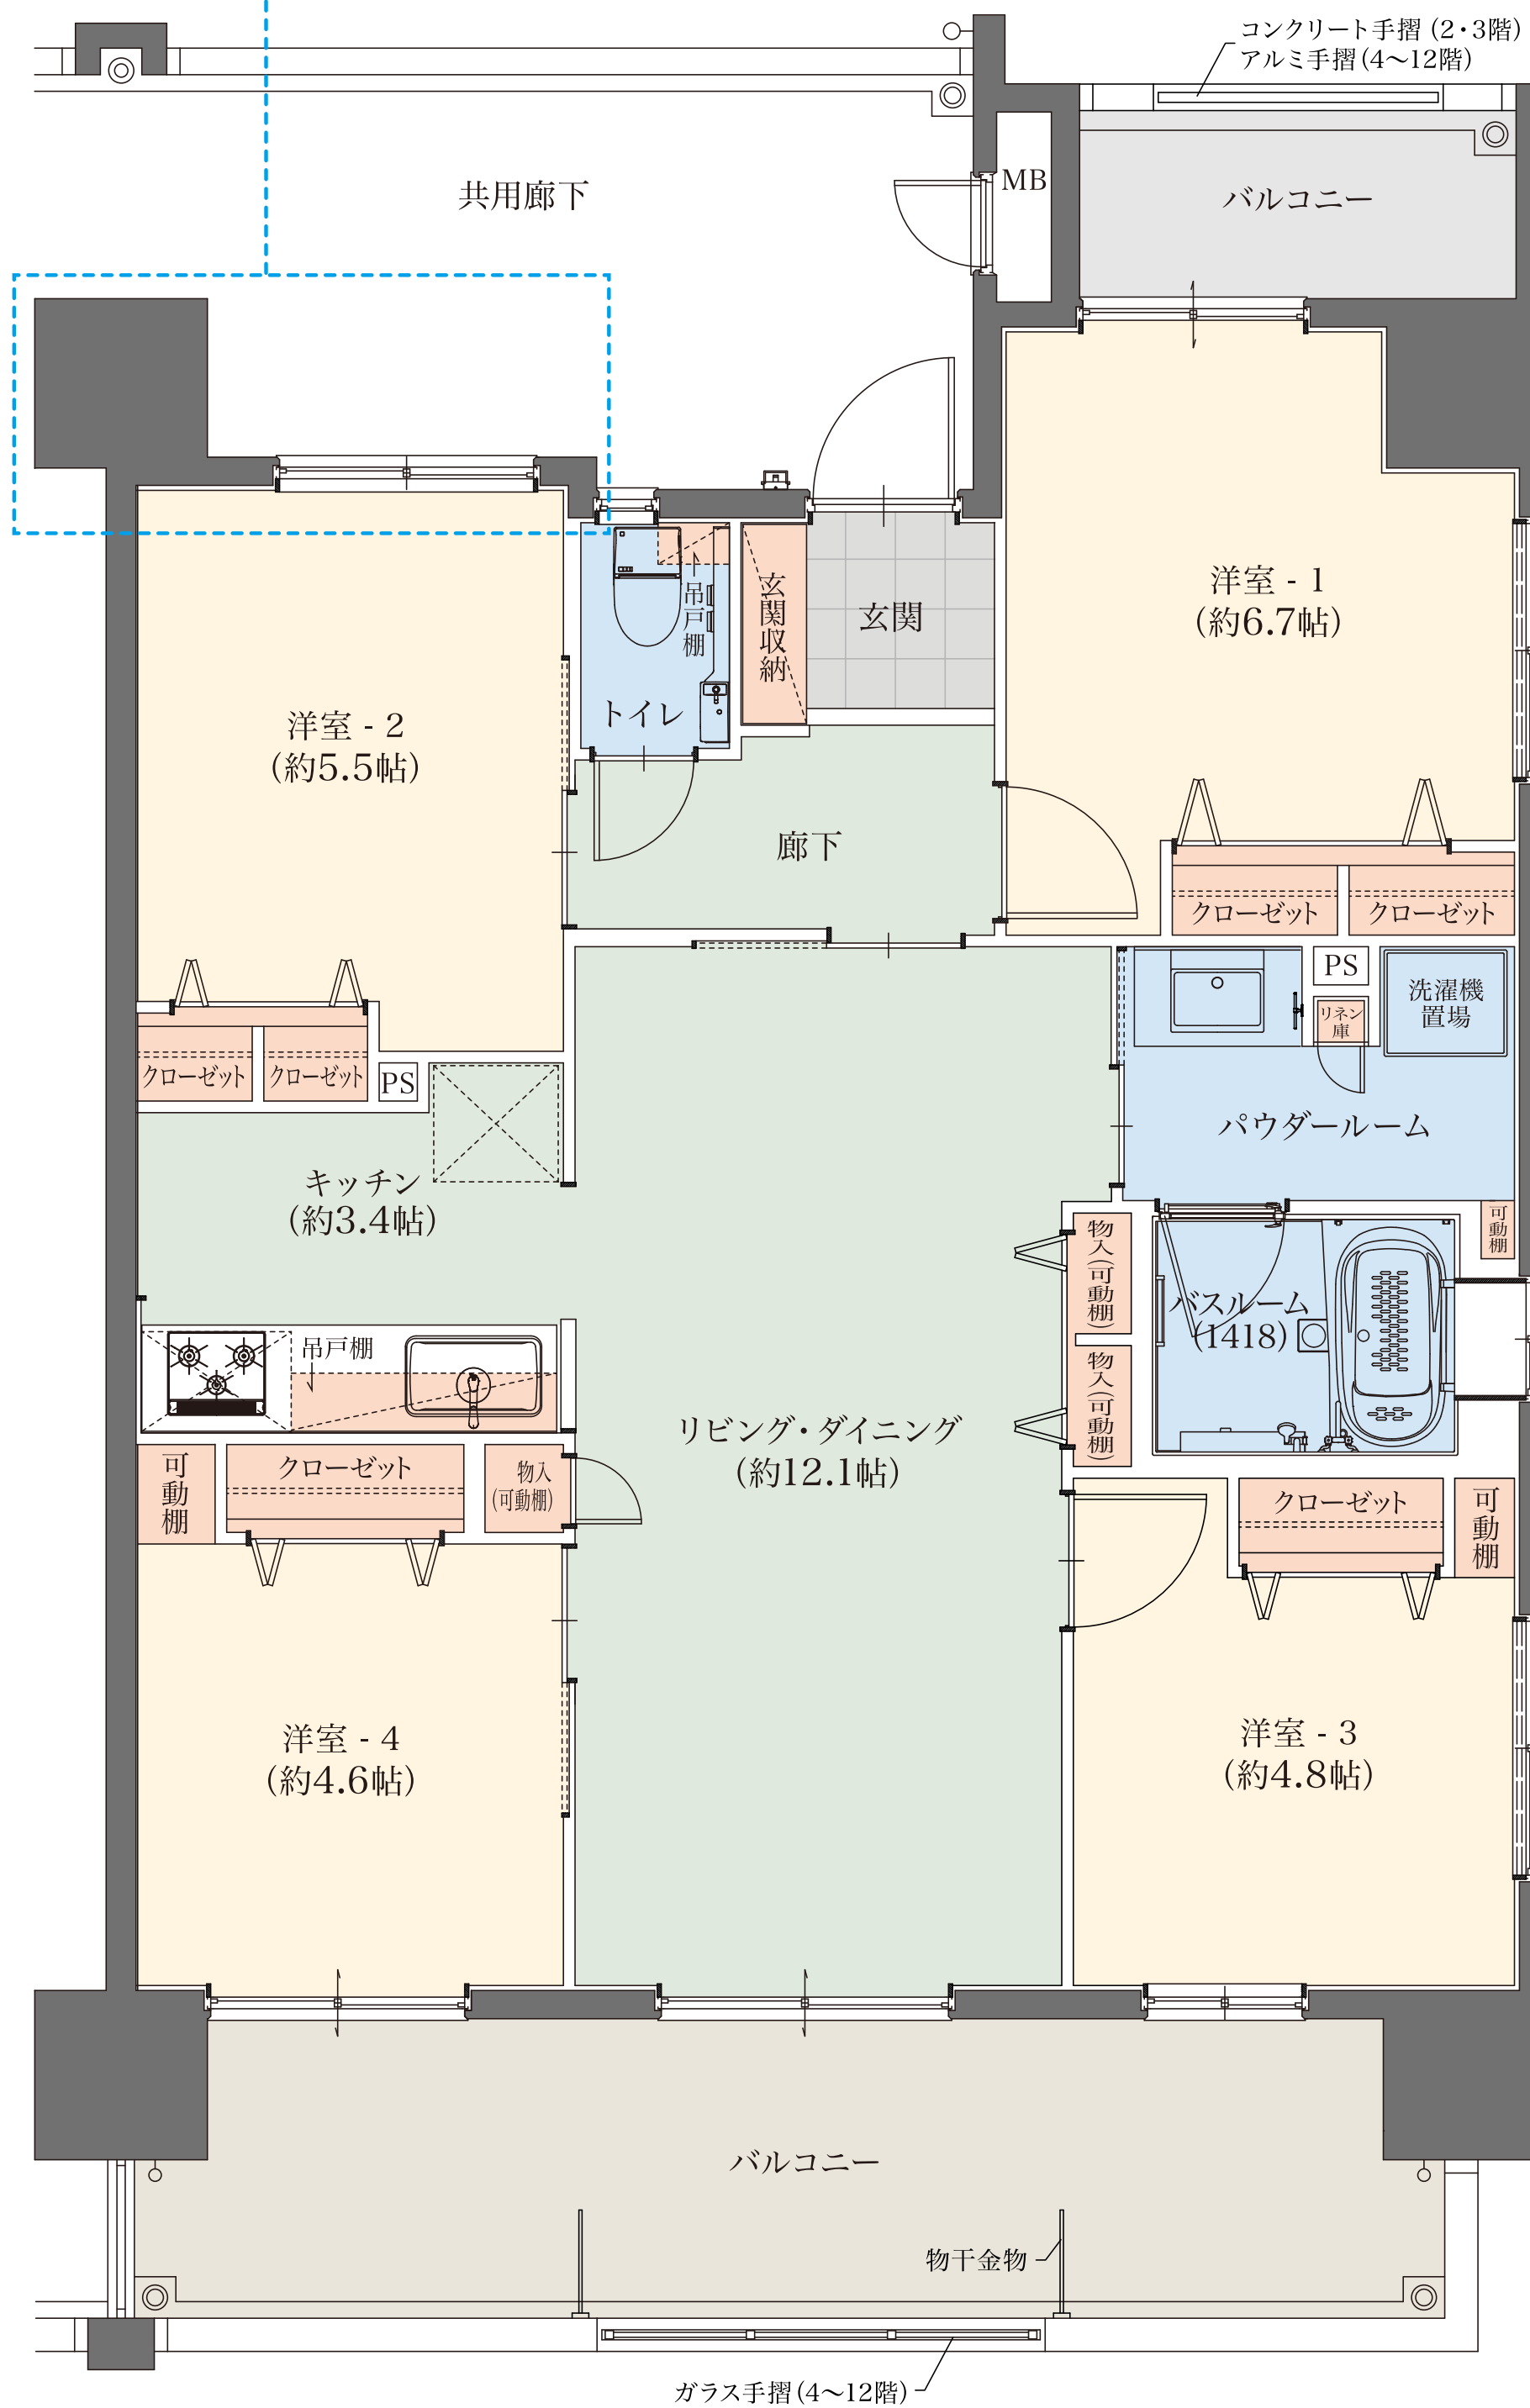 コンクリート手摺(2・3階)
アルミ手摺(4〜12階)
共用廊下
MB
バルコニー
洋室 - 1
(約6.7帖)
玄関
玄関収納
吊戸棚
トイレ
洋室 - 2
(約5.5帖)
廊下
クローゼット
クローゼット
PS
洗濯機
置場
リネン
庫
クローゼット
クローゼット
PS
パウダールーム
キッチン
(約3.4帖)
可動棚
物入(可動棚)
バスルーム
(1418)
吊戸棚
物入(可動棚)
リビング・ダイニング
(約12.1帖)
可動棚
クローゼット
物入
(可動棚)
クローゼット
可動棚
洋室 - 4
(約4.6帖)
洋室 - 3
(約4.8帖)
バルコニー
物干金物
ガラス手摺(4〜12階)